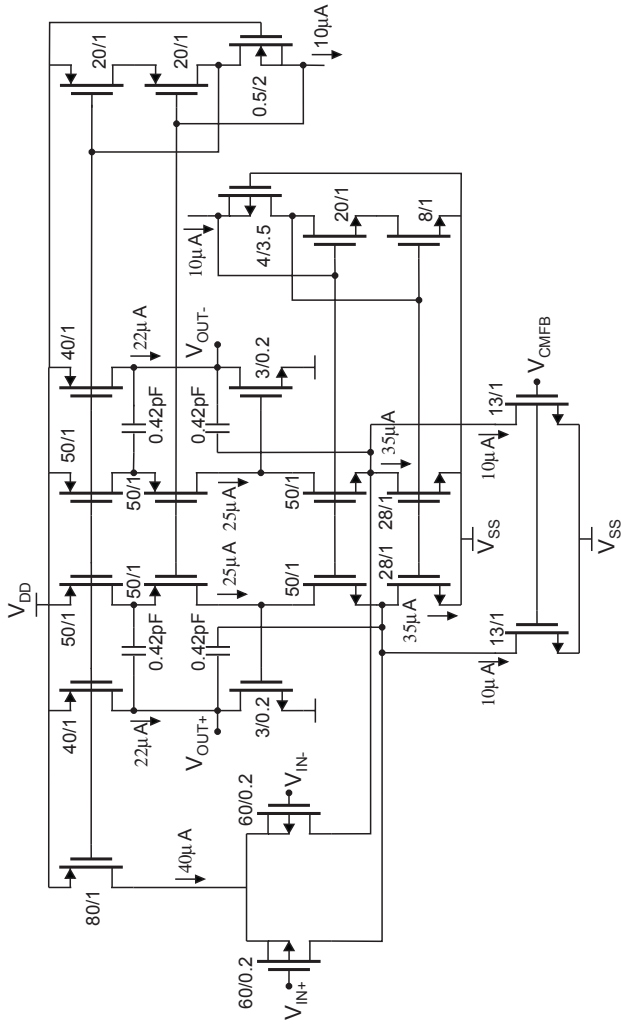 V_DD
40/1
50/1
50/1
40/1
20/1
80/1
50/1
50/1
22µA
0.42pF
0.42pF
22µA
20/1
40µA
V_OUT+
0.42pF
0.42pF
V_OUT-
10µA
25µA
25µA
60/0.2
60/0.2
3/0.2
3/0.2
4/3.5
0.5/2
V_IN+
V_IN-
50/1
50/1
20/1
10µA
28/1
28/1
35µA
35µA
8/1
V_SS
10µA
10µA
13/1
13/1
V_CMFB
V_SS